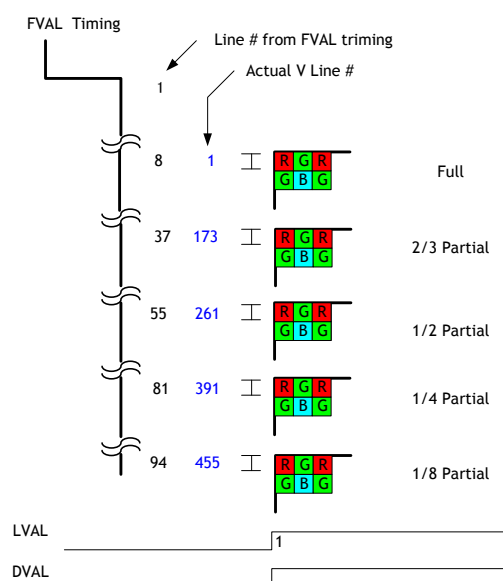 FVAL Timing
Line # from FVAL triming
Actual V Line #
1
8 1 R G R Full
G B G
37 173 R G R 2/3 Partial
G B G
55 261 R G R 1/2 Partial
G B G
81 391 R G R 1/4 Partial
G B G
94 455 R G R 1/8 Partial
G B G
LVAL 1
DVAL